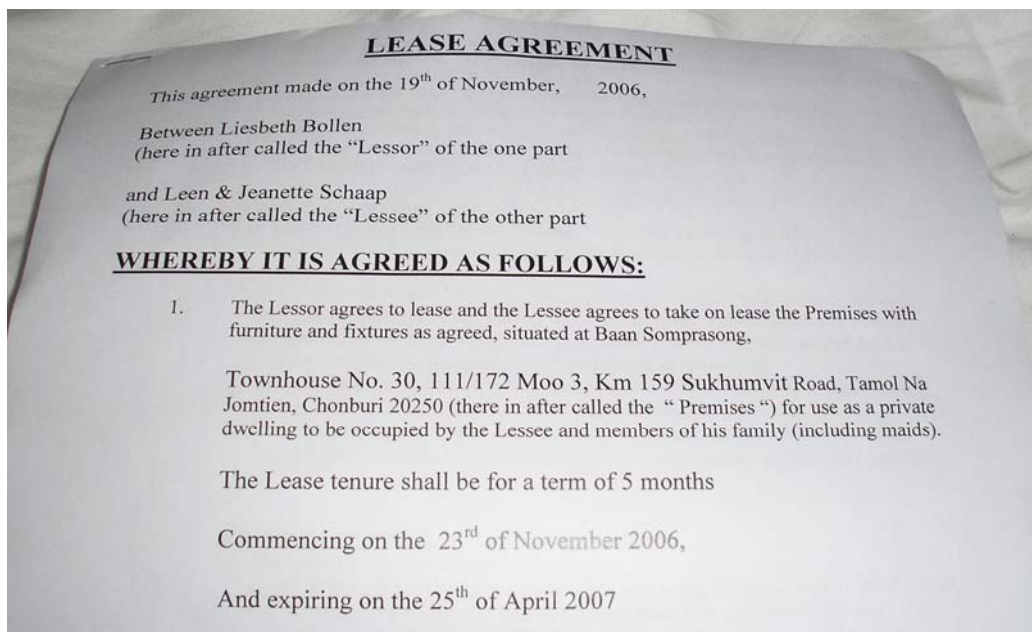 LEASE AGREEMENT
This agreement made on the 19th of November, 2006,
Between Liesbeth Bollen
(here in after called the “Lessor” of the one part
and Leen & Jeanette Schaap
(here in after called the “Lessee” of the other part
WHEREBY IT IS AGREED AS FOLLOWS:
1. The Lessor agrees to lease and the Lessee agrees to take on lease the Premises with
furniture and fixtures as agreed, situated at Baan Somprasong,
Townhouse No. 30, 111/172 Moo 3, Km 159 Sukhumvit Road, Tamol Na
Jomtien, Chonburi 20250 (there in after called the “ Premises “) for use as a private
dwelling to be occupied by the Lessee and members of his family (including maids).
The Lease tenure shall be for a term of 5 months
Commencing on the 23rd of November 2006,
And expiring on the 25th of April 2007